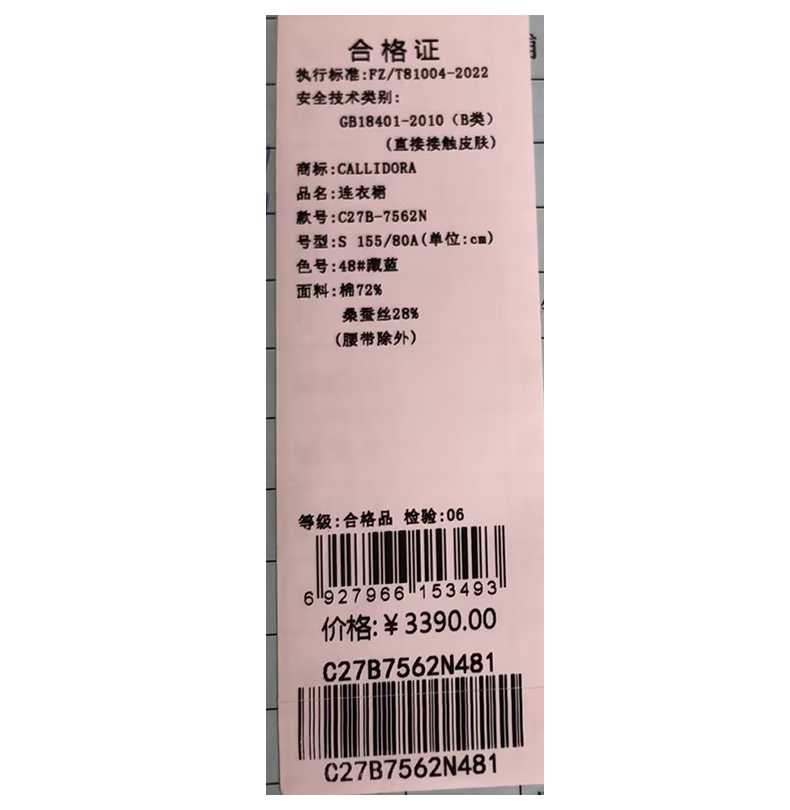 合格证
执行标准:FZ/T81004-2022
安全技术类别:
GB18401-2010（B类）
(直接接触皮肤)
商标:CALLIDORA
品名:连衣裙
款号:C27B-7562N
号型:S 155/80A(单位:cm)
色号:48#藏蓝
面料:棉72%
桑蚕丝28%
(腰带除外)
等级:合格品 检验:06
6 927966 153493
价格:￥3390.00
C27B7562N481
C27B7562N481